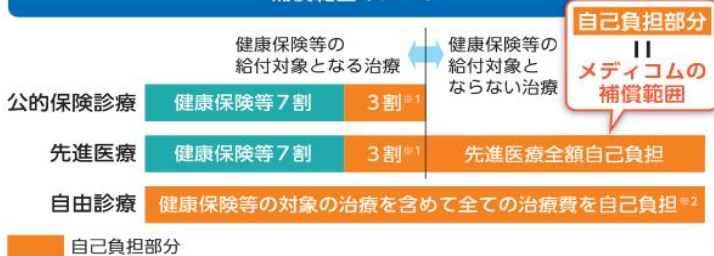 自己負担部分
II
メディコムの
補償範囲
健康保険等の
給付対象となる治療
健康保険等の
給付対象と
ならない治療
公的保険診療 健康保険等7割 3割※1
先進医療 健康保険等7割 3割※1 先進医療全額自己負担
自由診療 健康保険等の対象の治療を含めて全ての治療費を自己負担※2
自己負担部分